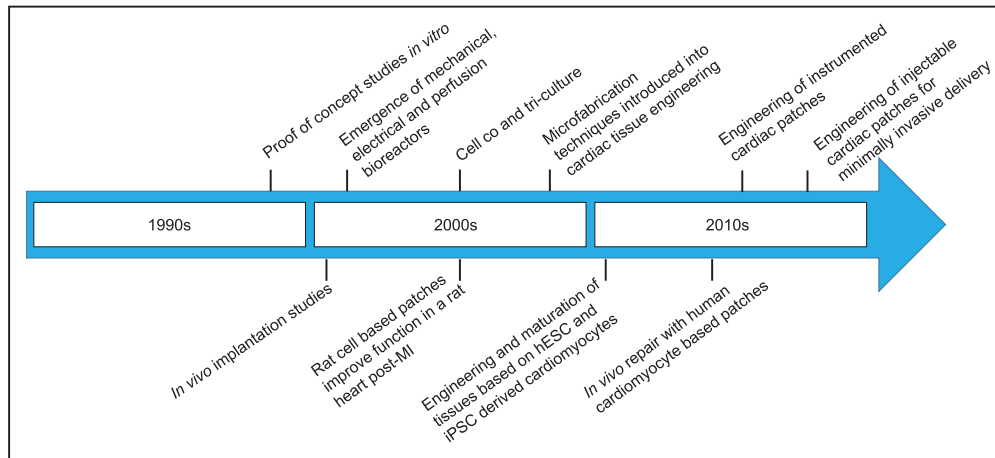 Proof of concept studies in vitro
Emergence of mechanical,
electrical and perfusion
bioreactors
Cell co and tri-culture
Microfabrication
techniques introduced into
cardiac tissue engineering
Engineering of instrumented
cardiac patches
Engineering of injectable
cardiac patches for
minimally invasive delivery
1990s
2000s
2010s
In vivo implantation studies
Rat cell based patches
improve function in a rat
heart post-MI
Engineering and maturation of
tissues based on hESC and
iPSC derived cardiomyocytes
In vivo repair with human
cardiomyocyte based patches